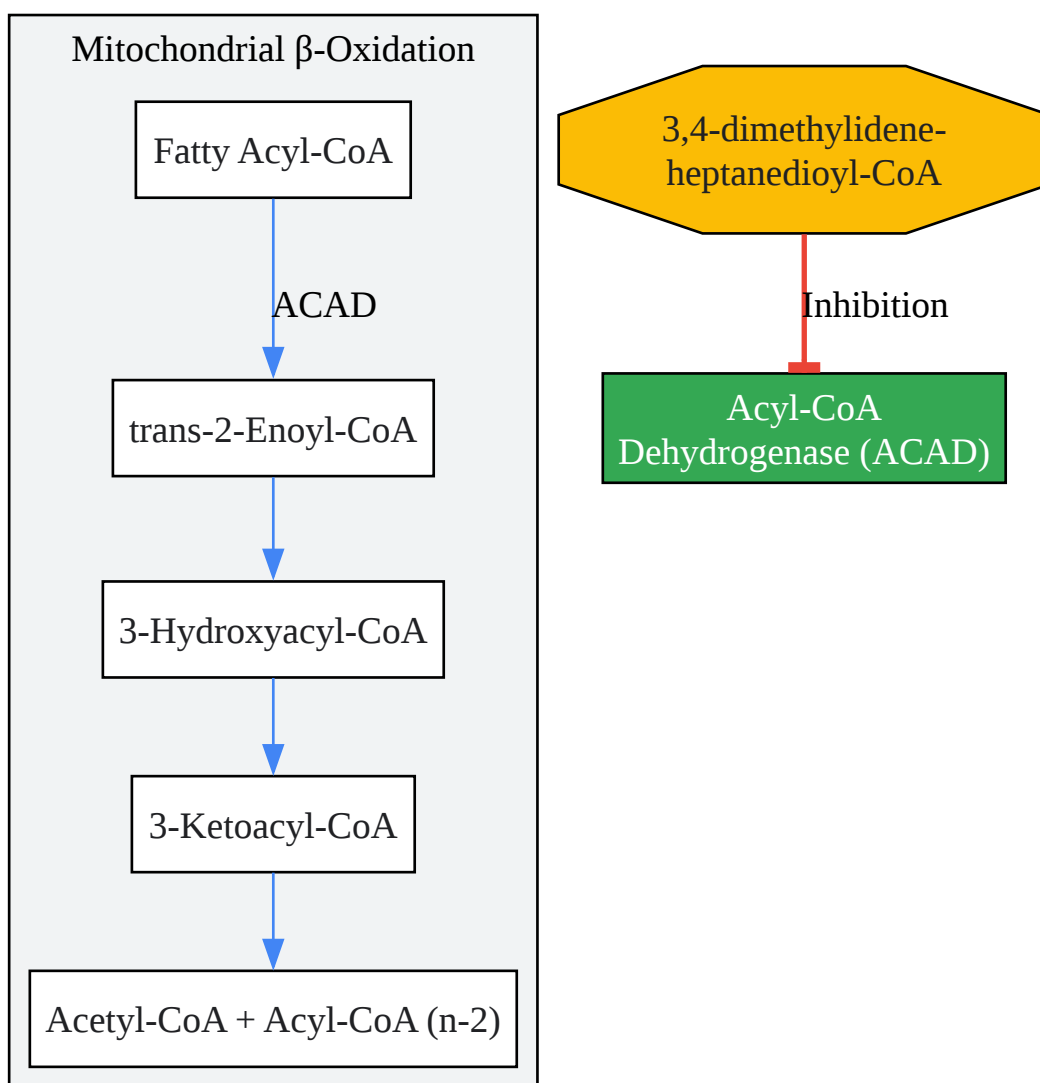 Mitochondrial β-Oxidation
Fatty Acyl-CoA
ACAD
trans-2-Enoyl-CoA
3-Hydroxyacyl-CoA
3-Ketoacyl-CoA
Acetyl-CoA + Acyl-CoA (n-2)
3,4-dimethylidene-
heptanedioyl-CoA
Inhibition
Acyl-CoA
Dehydrogenase (ACAD)